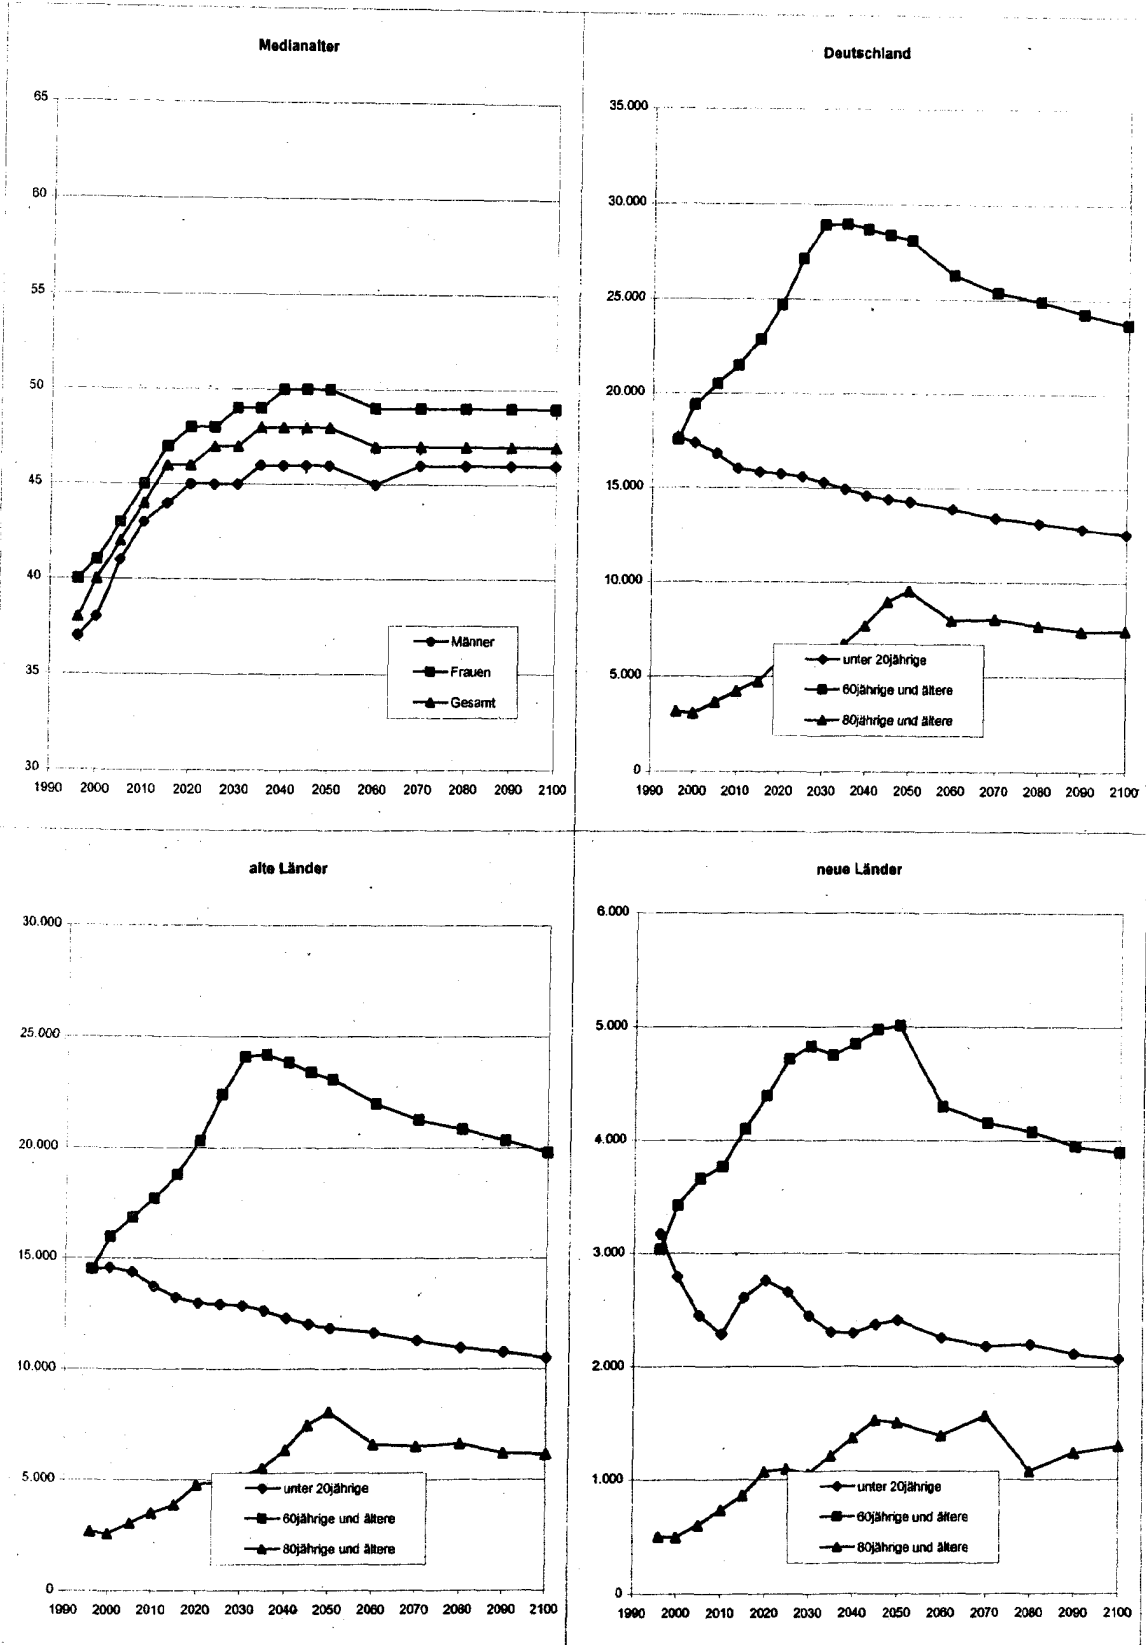 Medianalter
65
60
55
50
45
40
35
30
1990 2000 2010 2020 2030 2040 2050 2060 2070 2080 2090 2100
Männer
Frauen
Gesamt
Deutschland
35.000
30.000
25.000
20.000
15.000
10.000
5.000
0
1990 2000 2010 2020 2030 2040 2050 2060 2070 2080 2090 2100
unter 20jährige
60jährige und ältere
80jährige und ältere
alte Länder
30.000
25.000
20.000
15.000
10.000
5.000
0
1990 2000 2010 2020 2030 2040 2050 2060 2070 2080 2090 2100
unter 20jährige
60jährige und ältere
80jährige und ältere
neue Länder
6.000
5.000
4.000
3.000
2.000
1.000
0
1990 2000 2010 2020 2030 2040 2050 2060 2070 2080 2090 2100
unter 20jährige
60jährige und ältere
80jährige und ältere